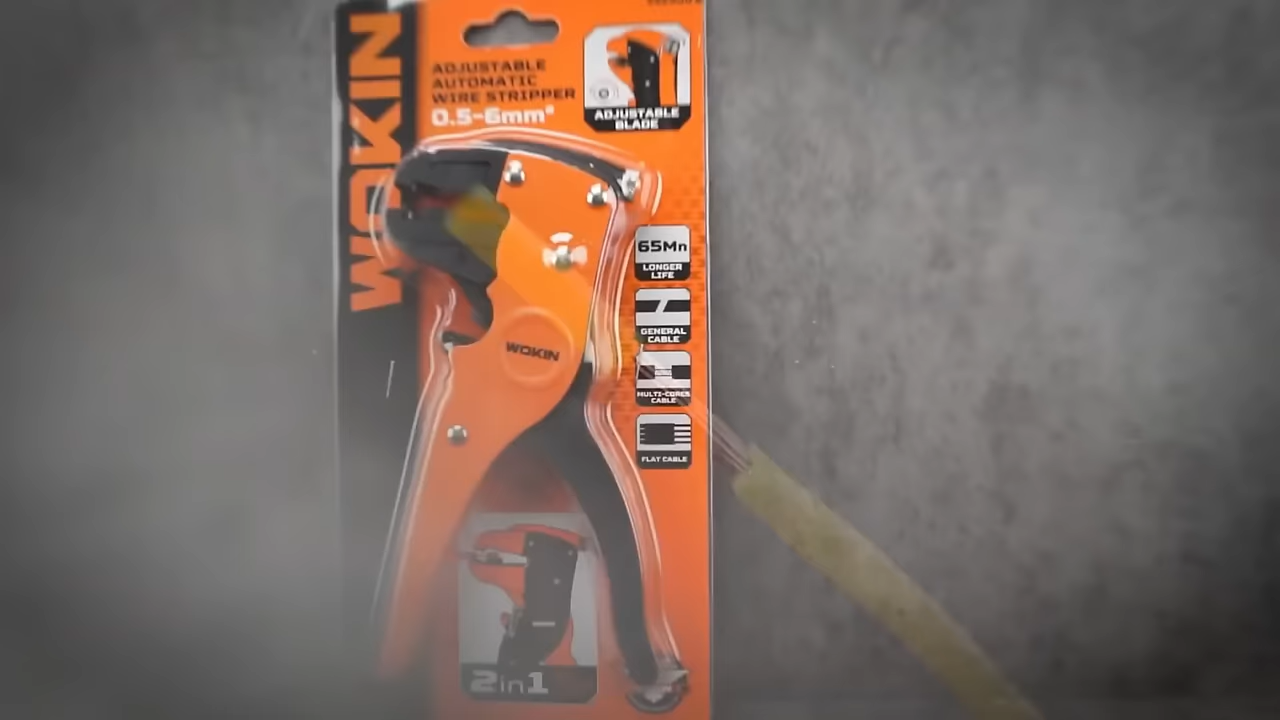 WOKIN
ADJUSTABLE
AUTOMATIC
WIRE STRIPPER
0.5-6mm²
ADJUSTABLE
BLADE
65Mn
LONGER
LIFE
GENERAL
CABLE
MULTI-CORES
CABLE
FLAT CABLE
WOKIN
2in1